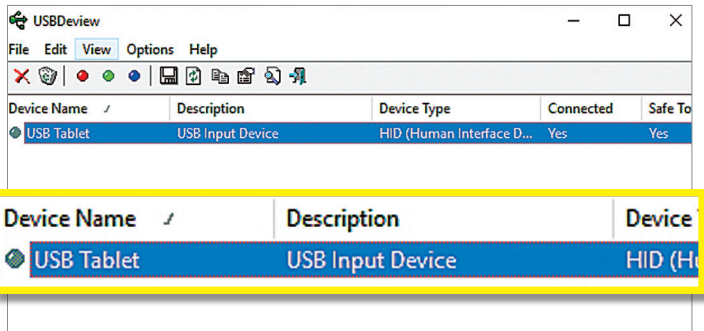 USBDeview
File Edit View Options Help
Device Name Description Device Type Connected Safe To
USB Tablet USB Input Device HID (Human Interface D... Yes Yes
Device Name Description Device
USB Tablet USB Input Device HID (Hu